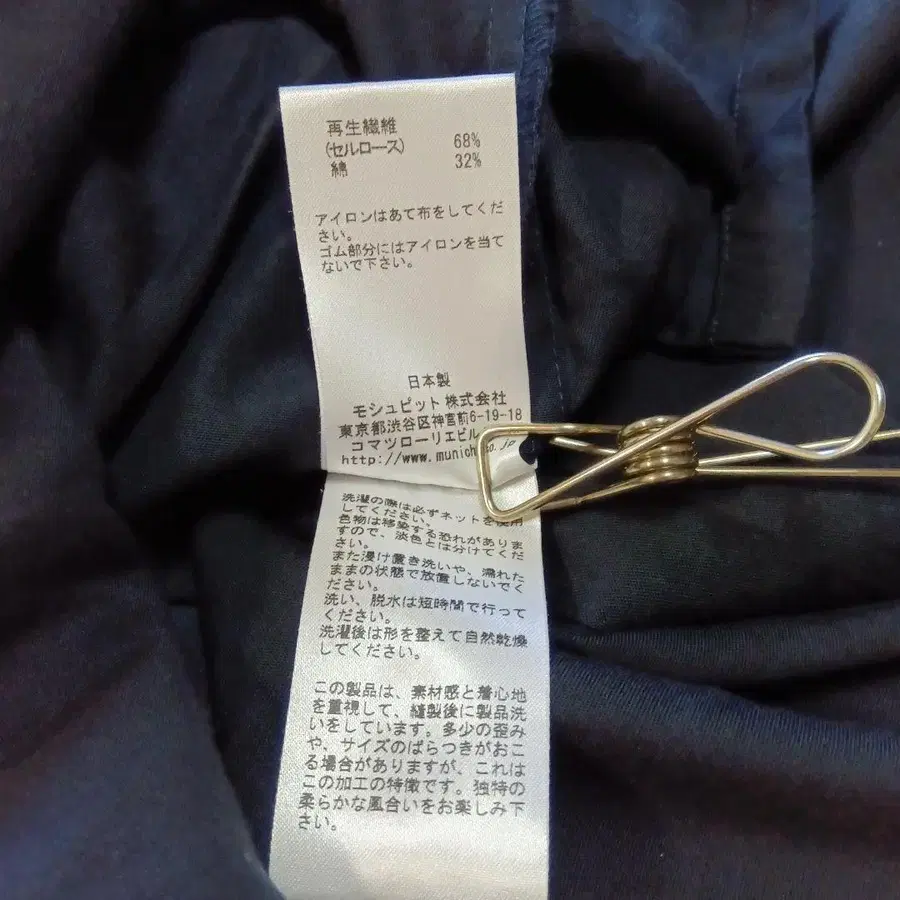 再生繊維
(セルロース) 68%
綿 32%
アイロンはあて布をしてくだ
さい。
ゴム部分にはアイロンを当て
ないで下さい。
日本製
モシュピット 株式会社
東京都渋谷区神宮前6-19-18
コマツローリエビル
http://www.munich
o.jp
洗濯の際は必ずネットを使用
してください。
色物は移染する恐れがありま
すので、淡色とは分けてくだ
さい。
また浸け置き洗いや、濡れた
ままの状態で放置しないでく
ださい。
洗い、脱水は短時間で行って
ください。
洗濯後は形を整えて自然乾燥
してください。
この製品は、素材感と着心地
を重視して、縫製後に製品洗
いをしています。多少の歪み
や、サイズのばらつきがおこ
る場合がありますが、これは
この加工の特徴です。独特の
柔らかな風合いをお楽しみ下
さい。